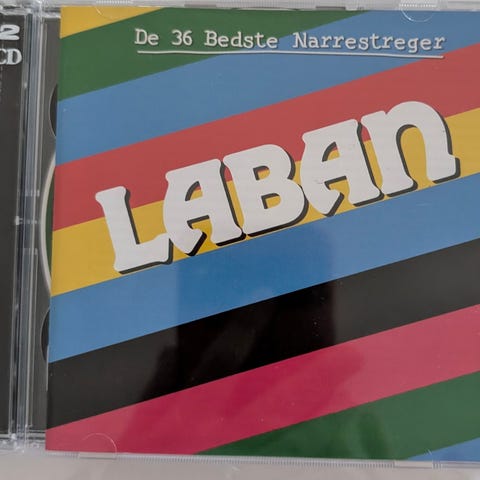 2
CD
De 36 Bedste Narrestreger
LABAN